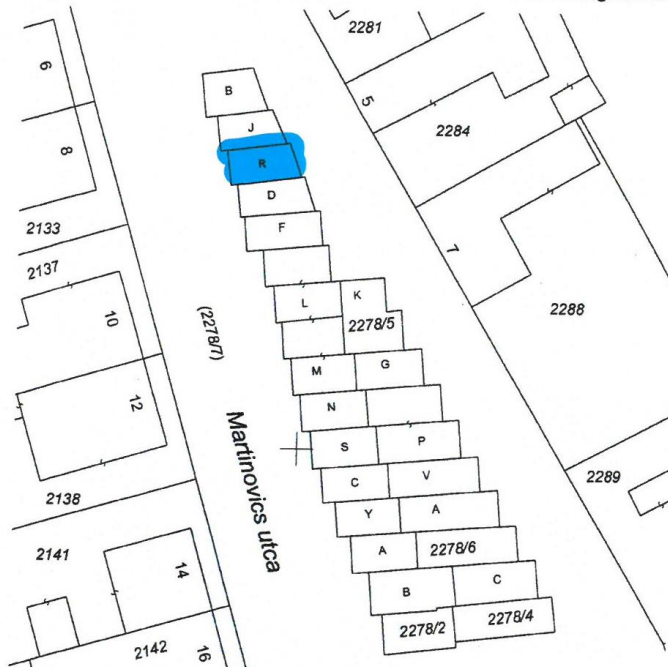 2281
5
6
B
2284
J
8
R
D
2133
F
7
2137
K
L
2288
10
2278/5
(2278/7)
M
G
12
N
Martinovics utca
S
P
2289
C
V
2138
Y
A
2141
A
2278/6
14
B
C
2278/2
2278/4
2142
16